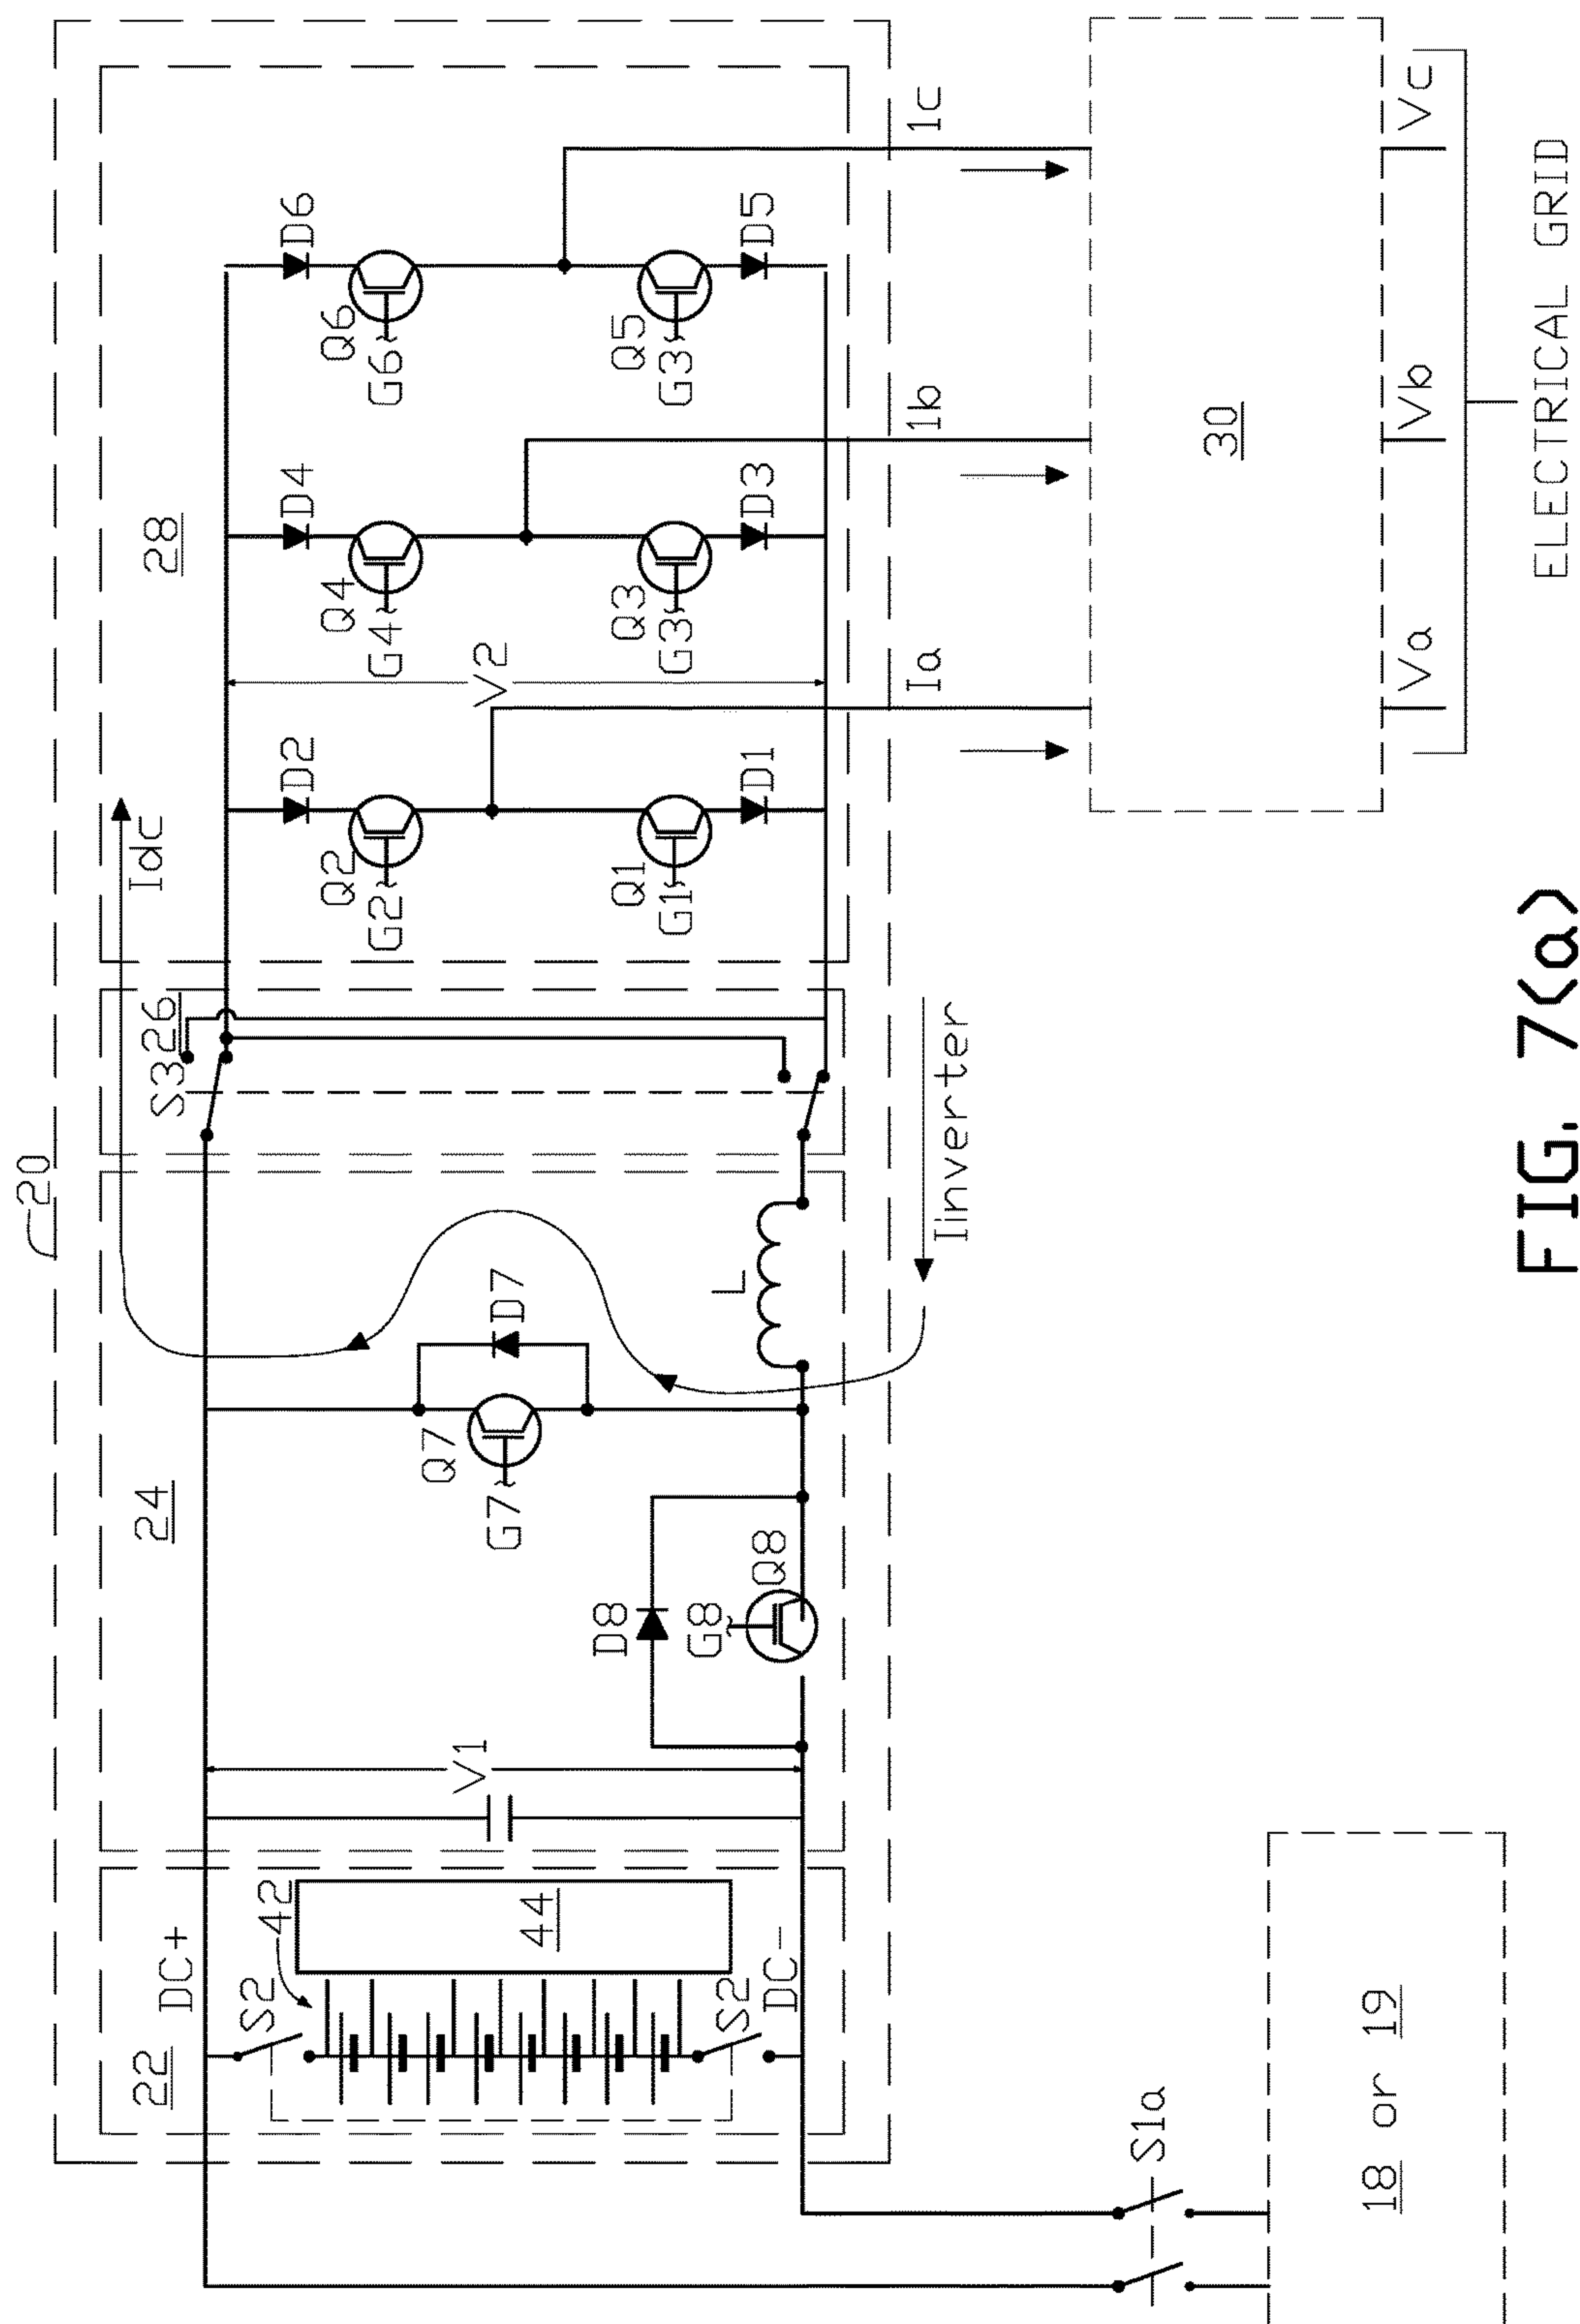 20
Idc
S3
26
28
D2
D4
D6
Q2
G2
Q4
G4
Q6
G6
V2
Q1
G1
D1
Q3
G3
D3
Q5
G3
D5
24
Q7
G7
D7
L
D8
G8
Q8
V1
Iinverter
Ia
1b
1c
22
DC+
S2
42
44
S2
DC-
30
Va
Vb
Vc
ELECTRICAL GRID
S1a
18 or 19
FIG. 7(a)